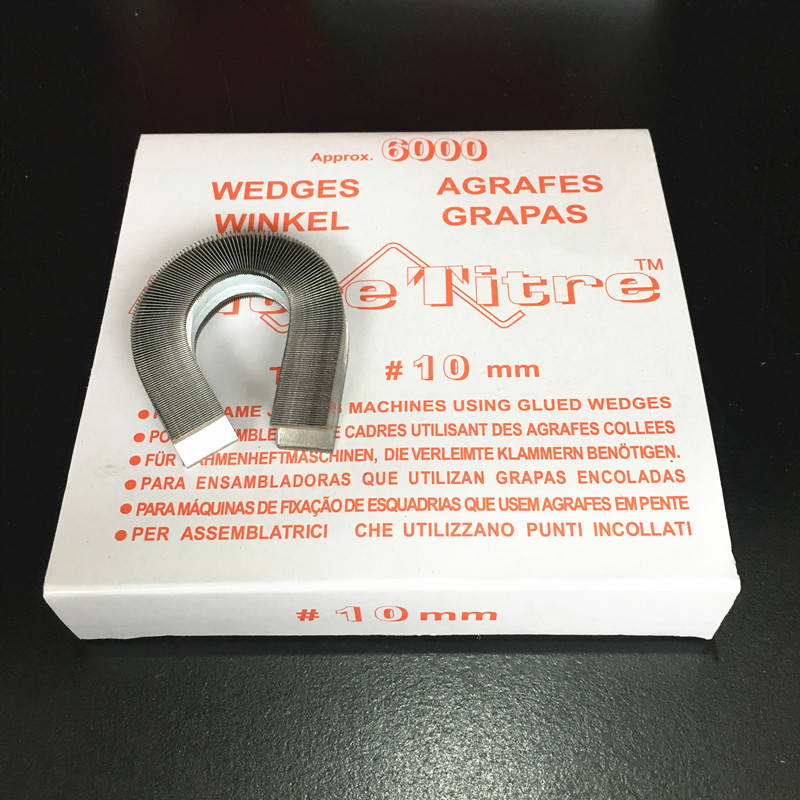 Approx. 6000
WEDGES AGRAFES
WINKEL GRAPAS
Titre™
# 10 mm
MACHINES USING GLUED WEDGES
CADRES UTILISANT DES AGRAFES COLLEES
FÜR DIE VERLEIMTE KLAMMERN BENÖTIGEN.
PARA ENSAMBLADORAS QUE UTILIZAN GRAPAS ENCOLADAS
PARA MÁQUINAS DE FIXAÇÃO DE ESQUADRIAS QUE USEM AGRAFES EM PENTE
PER ASSEMBLATRICI CHE UTILIZZANO PUNTI INCOLLATI
# 10 mm